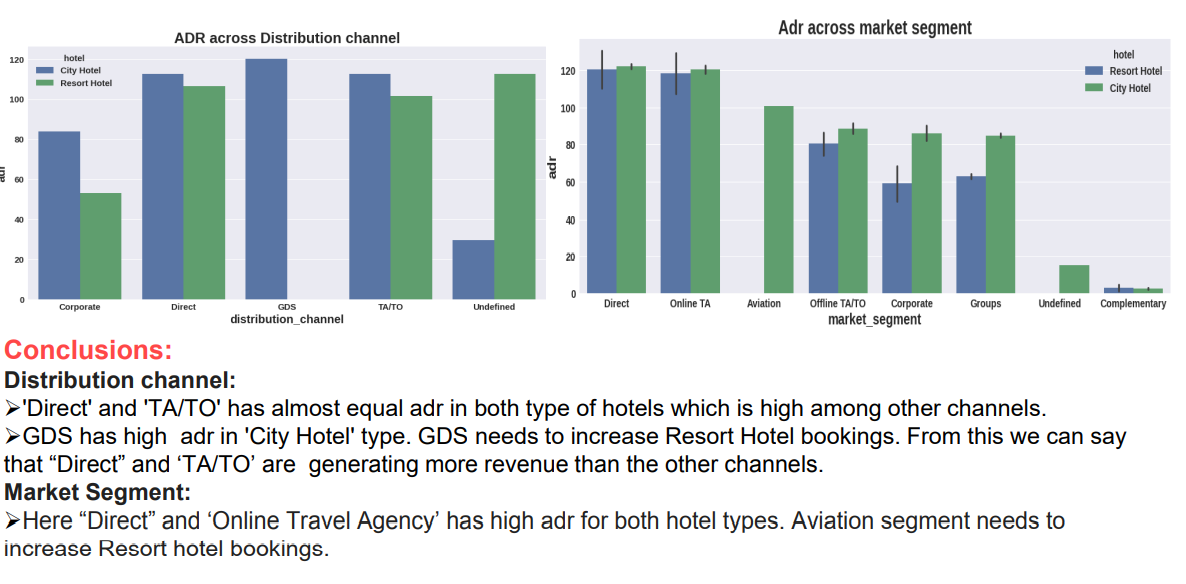 ADR across Distribution channel
hotel
City Hotel
Resort Hotel
120
100
80
60
40
20
0
adr
Corporate Direct GDS TA/TO Undefined
distribution_channel
Adr across market segment
hotel
Resort Hotel
City Hotel
120
100
80
60
40
20
0
adr
Direct Online TA Aviation Offline TA/TO Corporate Groups Undefined Complementary
market_segment
Conclusions:
Distribution channel:
➢'Direct' and 'TA/TO' has almost equal adr in both type of hotels which is high among other channels.
➢GDS has high  adr in 'City Hotel' type. GDS needs to increase Resort Hotel bookings. From this we can say
that “Direct” and ‘TA/TO’ are  generating more revenue than the other channels.
Market Segment:
➢Here “Direct” and ‘Online Travel Agency’ has high adr for both hotel types. Aviation segment needs to
increase Resort hotel bookings.